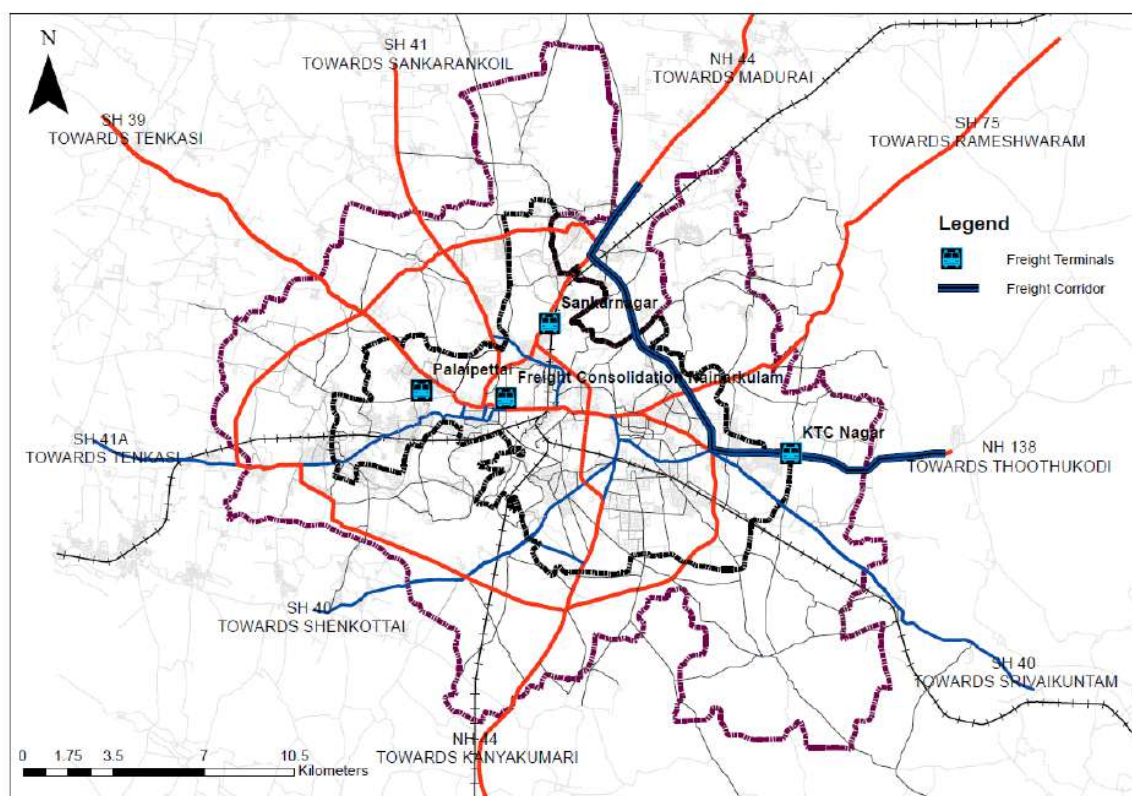 N
SH 41
TOWARDS SANKARANKOIL
NH 44
TOWARDS MADURAI
SH 39
TOWARDS TENKASI
SH 75
TOWARDS RAMESHWARAM
Legend
Freight Terminals
Freight Corridor
Sankarnagar
Palaipettai
Freight Consolidation Nainarkulam
KTC Nagar
SH 41A
TOWARDS TENKASI
NH 138
TOWARDS THOOTHUKODI
SH 40
TOWARDS SHENKOTTAI
SH 40
TOWARDS SRIVAIKUNTAM
NH 44
TOWARDS KANYAKUMARI
0 1.75 3.5 7 10.5
Kilometers